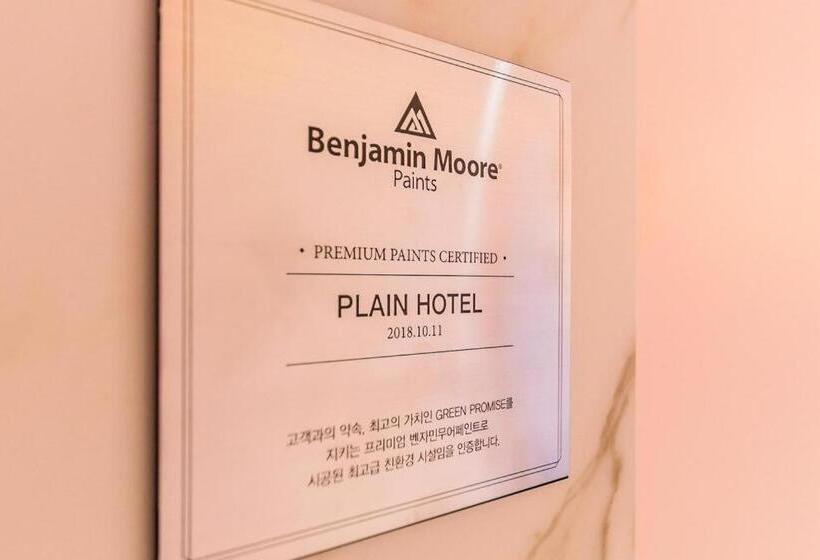 Benjamin Moore®
Paints
• PREMIUM PAINTS CERTIFIED •
PLAIN HOTEL
2018.10.11
고객과의 약속, 최고의 가치인 GREEN PROMISE를
지키는 프리미엄 벤자민무어페인트로
시공된 최고급 친환경 시설임을 인증합니다.